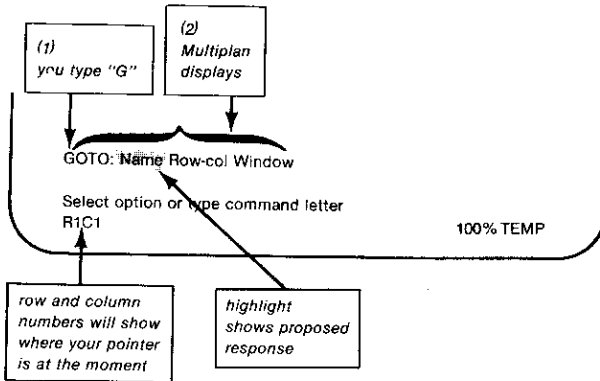 (1)
you type "G"
(2)
Multiplan
displays
GOTO: Name Row-col Window
Select option or type command letter
R1C1
100% TEMP
row and column
numbers will show
where your pointer
is at the moment
highlight
shows proposed
response